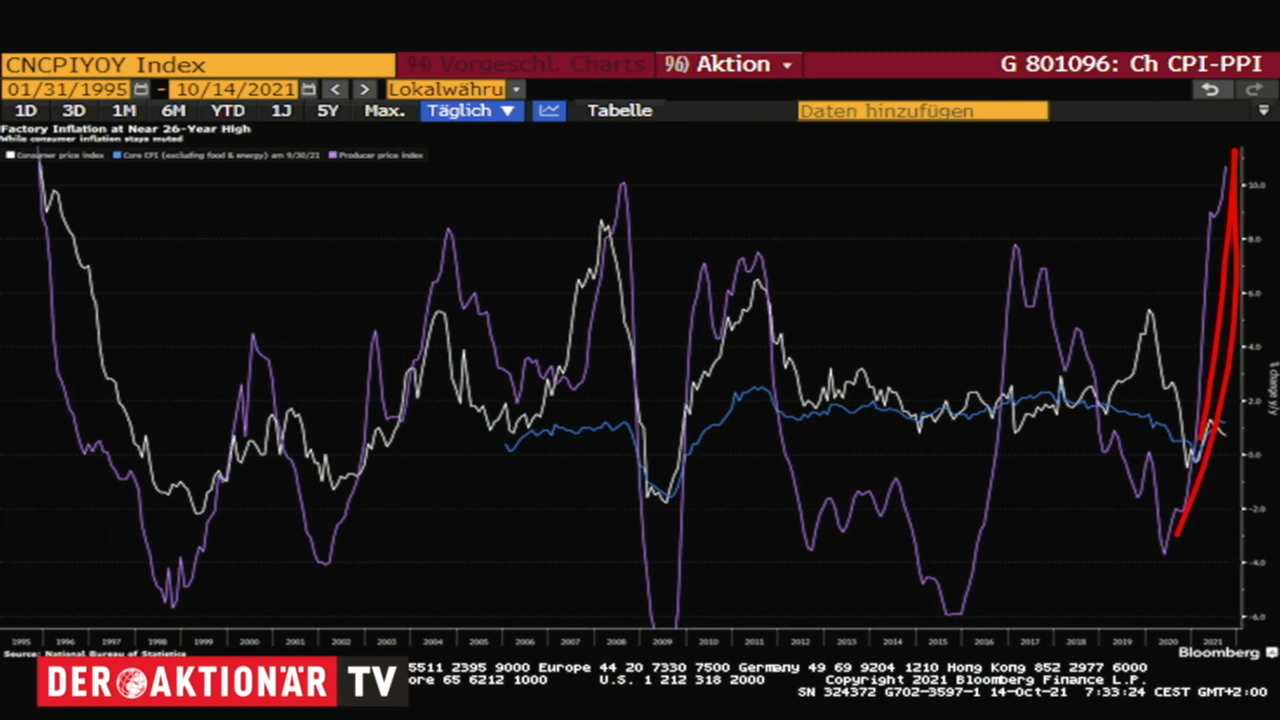 CNCPIYOY Index 94) Vorgeschl. Charts 96) Aktion G 801096: Ch CPI-PPI
01/31/1995 - 10/14/2021 < > Lokalwähru
1D 3D 1M 6M YTD 1J 5Y Max. Täglich ▼ Tabelle Daten hinzufügen
Factory Inflation at Near 26-Year High
While consumer inflation stays muted
Consumer price index Core CPI (excluding food & energy) am 9/30/21 Producer price index
10.0
8.0
6.0
4.0
2.0
0.0
-2.0
-4.0
-6.0
% change y/y
1995 1996 1997 1998 1999 2000 2001 2002 2003 2004 2005 2006 2007 2008 2009 2010 2011 2012 2013 2014 2015 2016 2017 2018 2019 2020 2021
Source: National Bureau of Statistics
Bloomberg
DER AKTIONÄR TV
5511 2395 9000 Europe 44 20 7330 7500 Germany 49 69 9204 1210 Hong Kong 852 2977 6000
ore 65 6212 1000 U.S. 1 212 318 2000 Copyright 2021 Bloomberg Finance L.P.
SN 324372 G702-3597-1 14-Oct-21 7:33:24 CEST GMT+2:00